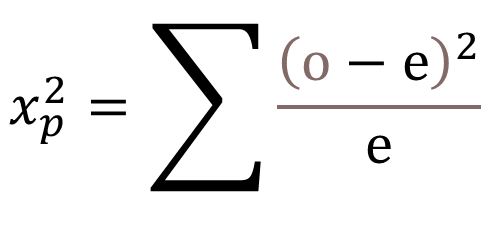 x_p^2 = ∑ (o − e)^2 / e